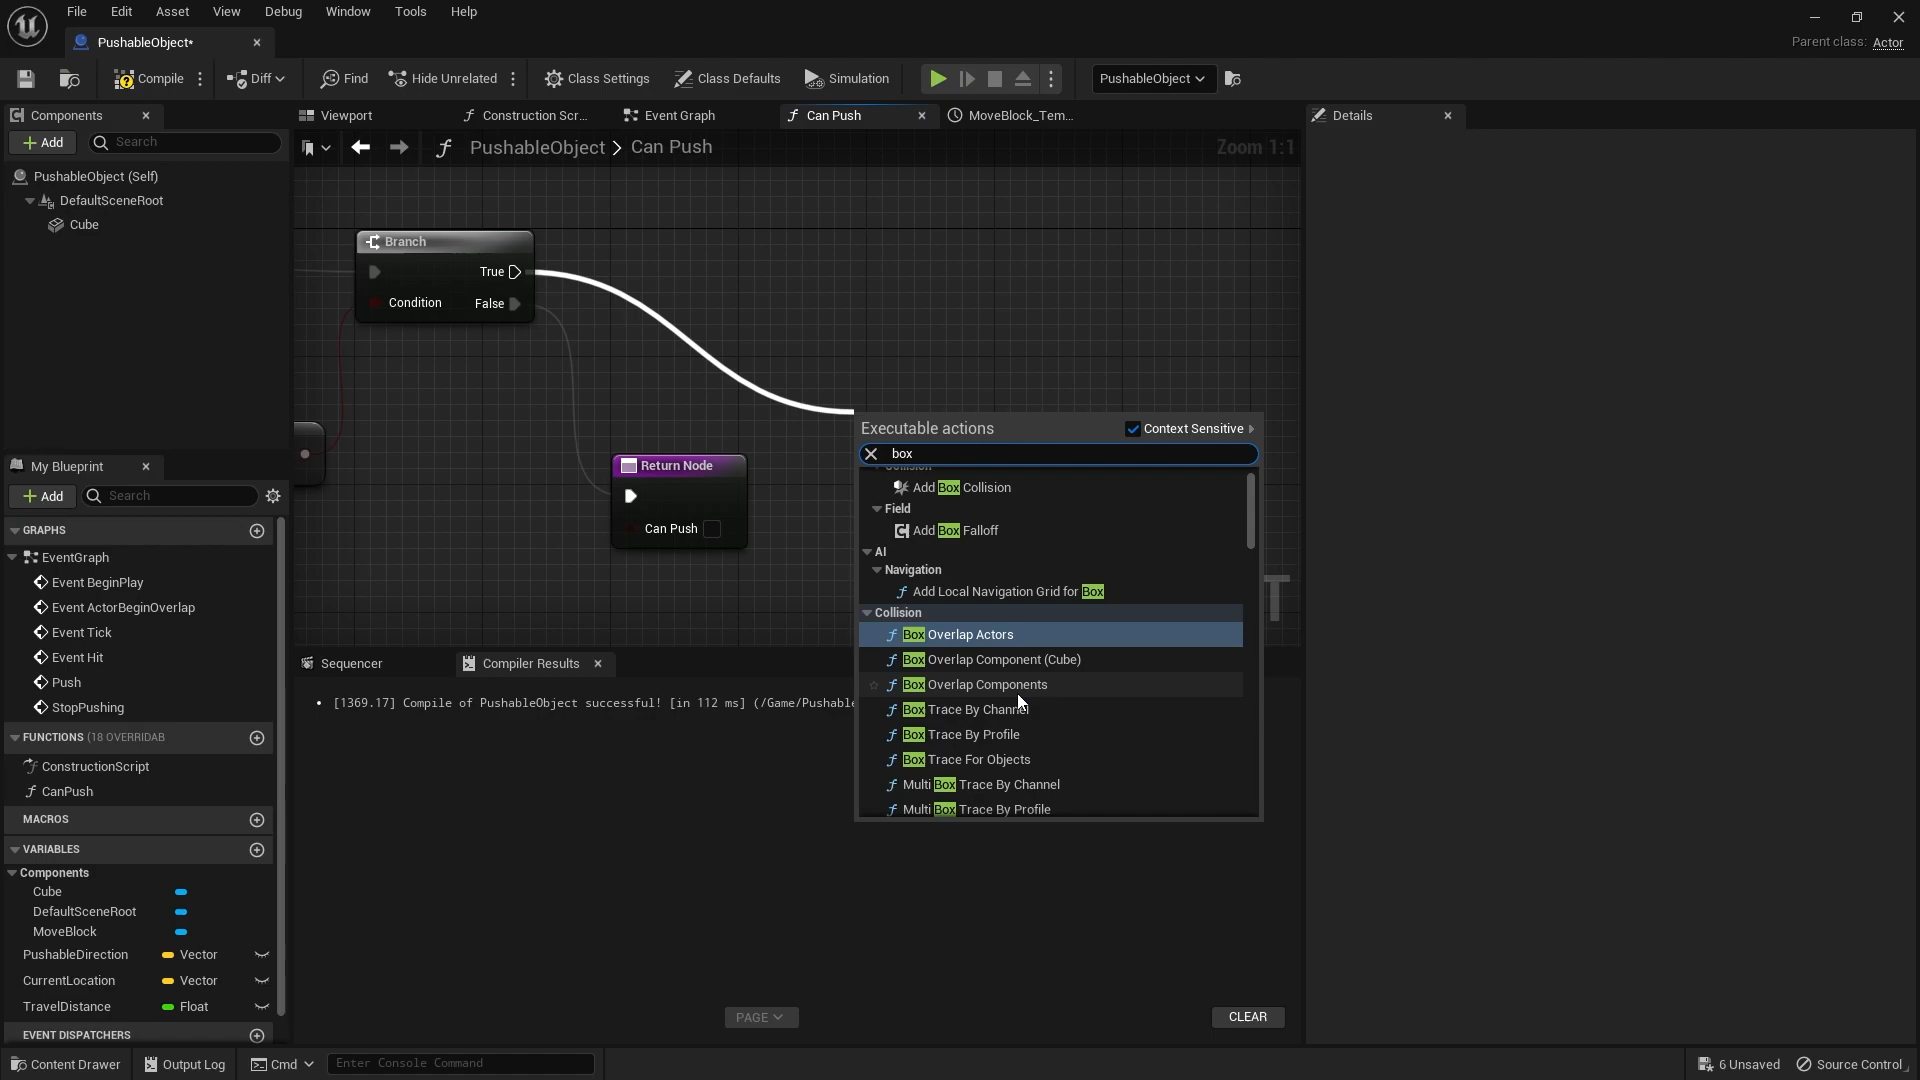 File Edit Asset View Debug Window Tools Help
PushableObject*
Parent class: Actor
Compile Diff Find Hide Unrelated Class Settings Class Defaults Simulation PushableObject
Components
Add Search
PushableObject (Self)
DefaultSceneRoot
Cube
Viewport Construction Scr... Event Graph Can Push MoveBlock_Tem...
PushableObject > Can Push
Zoom 1:1
Details
Branch
True
Condition False
Return Node
Can Push
Executable actions Context Sensitive
box
Collision
Add Box Collision
Field
Add Box Falloff
AI
Navigation
Add Local Navigation Grid for Box
Collision
Box Overlap Actors
Box Overlap Component (Cube)
Box Overlap Components
Box Trace By Channel
Box Trace By Profile
Box Trace For Objects
Multi Box Trace By Channel
Multi Box Trace By Profile
My Blueprint
Add Search
GRAPHS
EventGraph
Event BeginPlay
Event ActorBeginOverlap
Event Tick
Event Hit
Push
StopPushing
FUNCTIONS (18 OVERRIDAB
ConstructionScript
CanPush
MACROS
VARIABLES
Components
Cube
DefaultSceneRoot
MoveBlock
PushableDirection Vector
CurrentLocation Vector
TravelDistance Float
EVENT DISPATCHERS
Sequencer Compiler Results
[1369.17] Compile of PushableObject successful! [in 112 ms] (/Game/Pushable
PAGE CLEAR
Content Drawer Output Log Cmd Enter Console Command 6 Unsaved Source Control